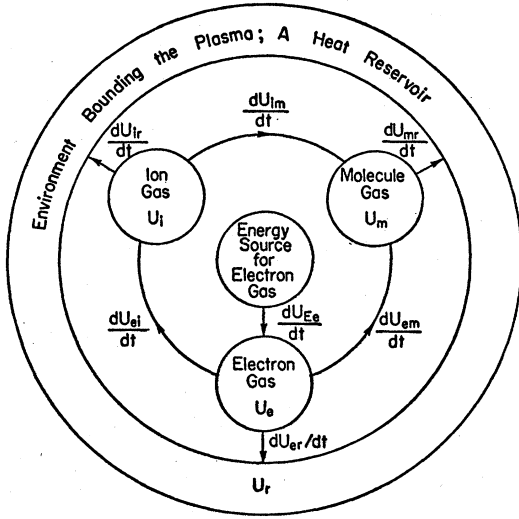 Environment Bounding the Plasma; A Heat Reservoir
dU_im
dt
dU_ir
dt
dU_mr
dt
Ion
Gas
U_i
Molecule
Gas
U_m
Energy
Source
for
Electron
Gas
dU_ei
dt
dU_Ee
dt
dU_em
dt
Electron
Gas
U_e
dU_er/dt
U_r